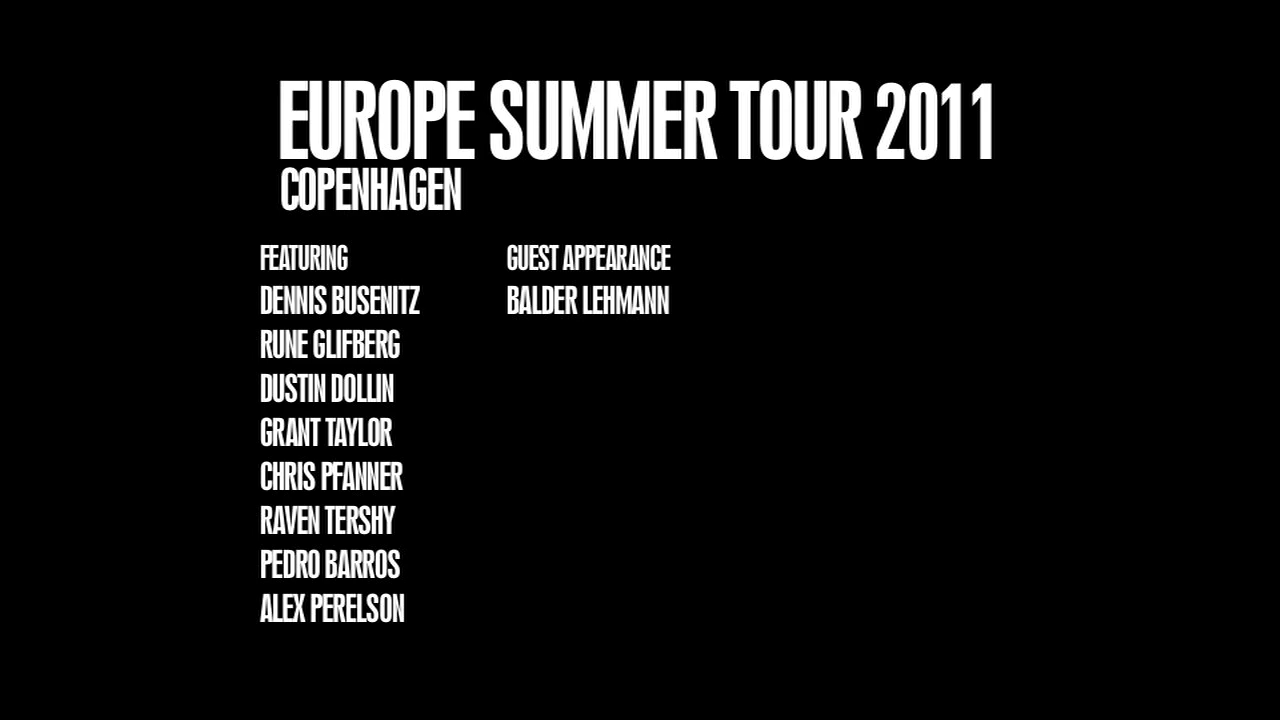 EUROPE SUMMER TOUR 2011
COPENHAGEN
FEATURING
DENNIS BUSENITZ
RUNE GLIFBERG
DUSTIN DOLLIN
GRANT TAYLOR
CHRIS PFANNER
RAVEN TERSHY
PEDRO BARROS
ALEX PERELSON
GUEST APPEARANCE
BALDER LEHMANN